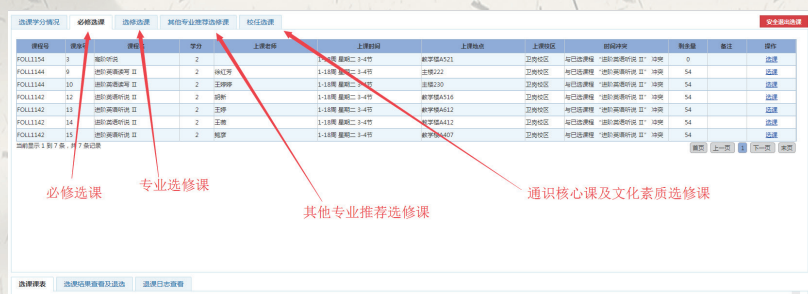 选课学分情况 必修选课 选修选课 其他专业推荐选修课 校任选课 安全退出选课
课程号 课序号 学分 上课老师 上课时间 上课地点 上课校区 时间冲突 剩余量 备注 操作
FOLL1154 3 高阶听说 2 1-18周 星期二 3-4节 教学楼A521 卫岗校区 与已选课程 "进阶英语听说 II" 冲突 0 选课
FOLL1144 9 进阶英语读写 II 2 徐红芳 1-18周 星期二 3-4节 主楼222 卫岗校区 与已选课程 "进阶英语听说 II" 冲突 54 选课
FOLL1144 10 进阶英语读写 II 2 王婷婷 1-18周 星期二 3-4节 主楼230 卫岗校区 与已选课程 "进阶英语听说 II" 冲突 54 选课
FOLL1142 12 进阶英语听说 II 2 胡新 1-18周 星期二 3-4节 教学楼A516 卫岗校区 与已选课程 "进阶英语听说 II" 冲突 54 选课
FOLL1142 13 进阶英语听说 II 2 王婷 1-18周 星期二 3-4节 教学楼A612 卫岗校区 与已选课程 "进阶英语听说 II" 冲突 54 选课
FOLL1142 14 进阶英语听说 II 2 王薇 1-18周 星期二 3-4节 教学楼A412 卫岗校区 与已选课程 "进阶英语听说 II" 冲突 54 选课
FOLL1142 15 进阶英语听说 II 2 1-18周 星期二 3-4节 教学楼A407 卫岗校区 与已选课程 "进阶英语听说 II" 冲突 54 选课
当前显示 1 到 7 条，共 7 条记录 首页 上一页 1 下一页 末页
必修选课 专业选修课 其他专业推荐选修课 通识核心课及文化素质选修课
选课课表 选课结果查看及退选 退课日志查看